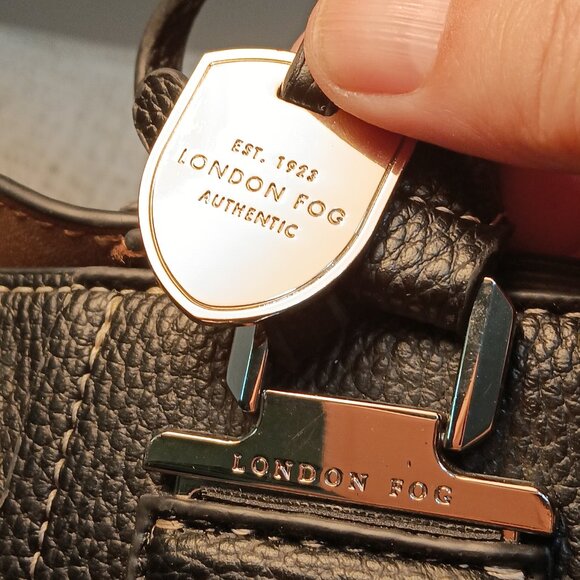 EST. 1923
LONDON FOG
AUTHENTIC
LONDON FOG